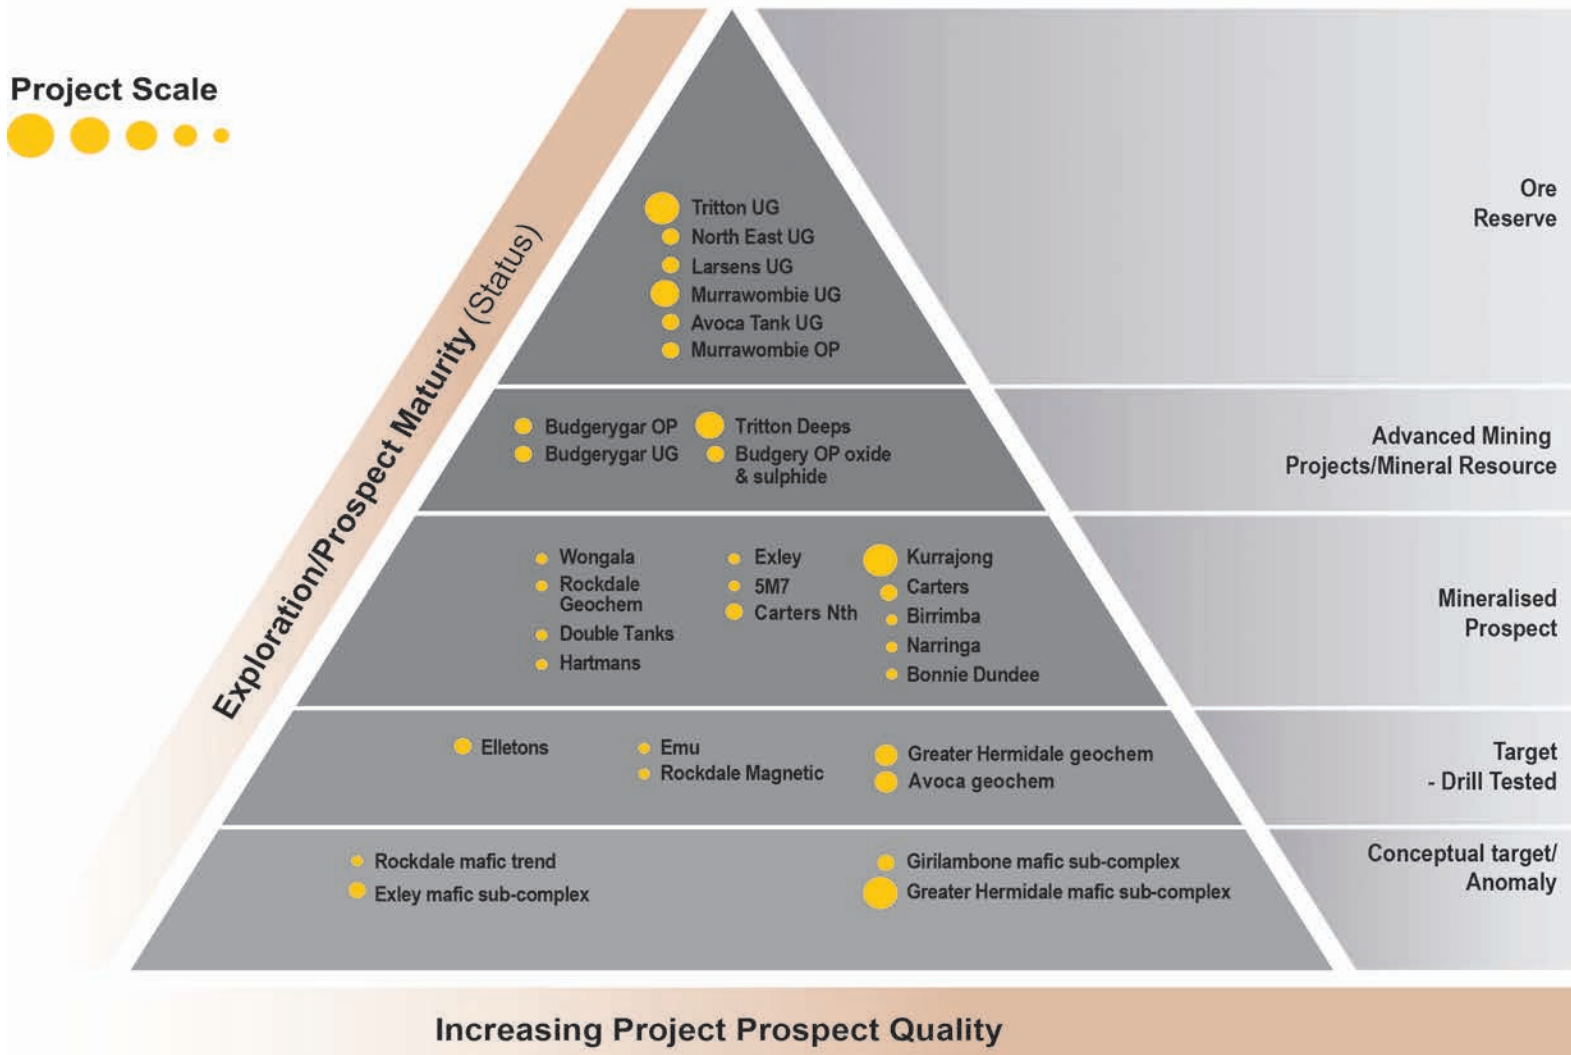 Project Scale
Exploration/Prospect Maturity (Status)
Tritton UG
North East UG
Larsens UG
Murrawombie UG
Avoca Tank UG
Murrawombie OP
Ore
Reserve
Budgerygar OP
Budgerygar UG
Tritton Deeps
Budgery OP oxide
& sulphide
Advanced Mining
Projects/Mineral Resource
Wongala
Rockdale
Geochem
Double Tanks
Hartmans
Exley
5M7
Carters Nth
Kurrajong
Carters
Birrimba
Narringa
Bonnie Dundee
Mineralised
Prospect
Elletons
Emu
Rockdale Magnetic
Greater Hermidale geochem
Avoca geochem
Target
- Drill Tested
Rockdale mafic trend
Exley mafic sub-complex
Girilambone mafic sub-complex
Greater Hermidale mafic sub-complex
Conceptual target/
Anomaly
Increasing Project Prospect Quality